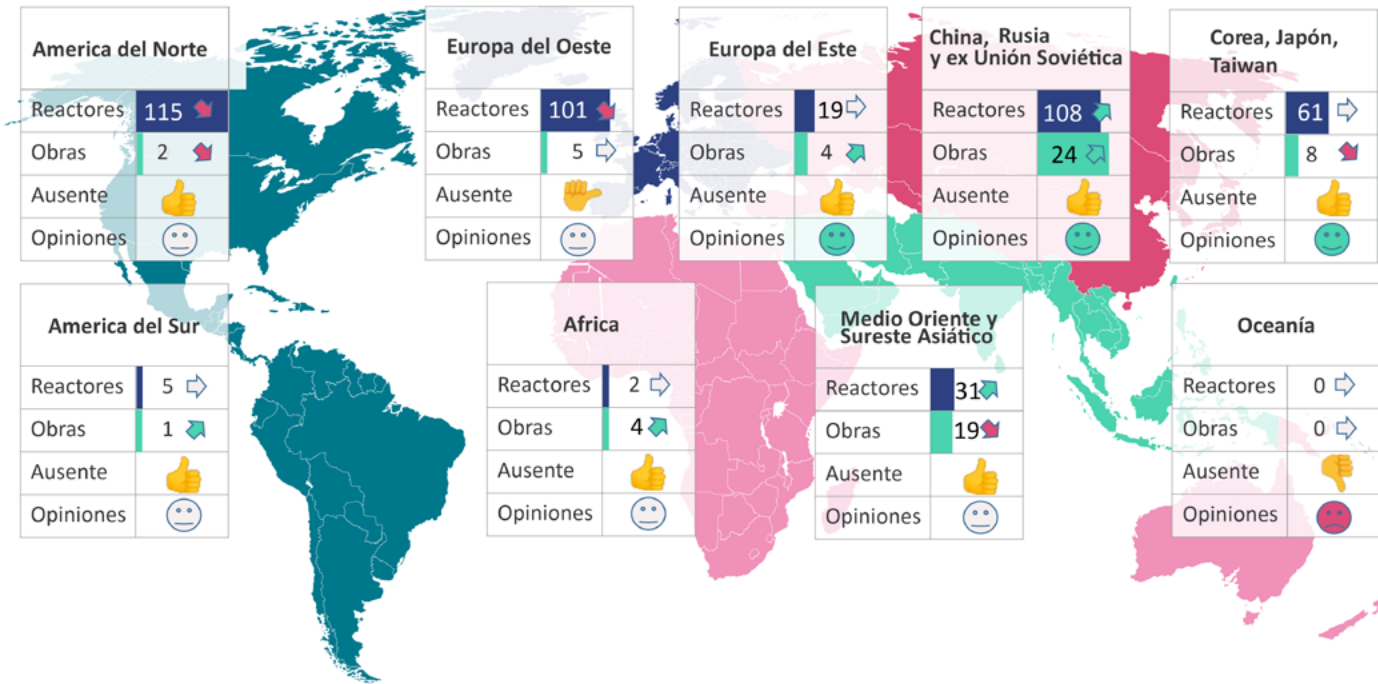 America del Norte
Reactores 115
Obras 2
Ausente
Opiniones
Europa del Oeste
Reactores 101
Obras 5
Ausente
Opiniones
Europa del Este
Reactores 19
Obras 4
Ausente
Opiniones
China, Rusia
y ex Unión Soviética
Reactores 108
Obras 24
Ausente
Opiniones
Corea, Japón,
Taiwan
Reactores 61
Obras 8
Ausente
Opiniones
America del Sur
Reactores 5
Obras 1
Ausente
Opiniones
Africa
Reactores 2
Obras 4
Ausente
Opiniones
Medio Oriente y
Sureste Asiático
Reactores 31
Obras 19
Ausente
Opiniones
Oceanía
Reactores 0
Obras 0
Ausente
Opiniones